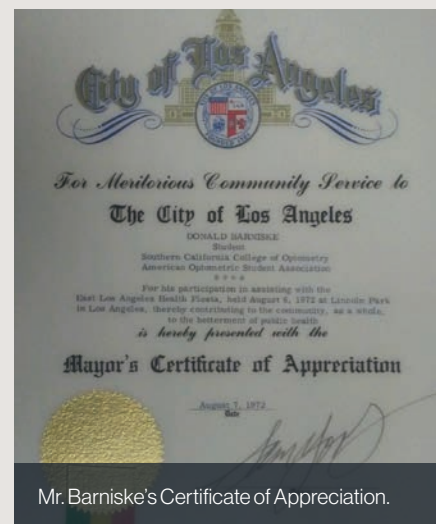 City of Los Angeles
For Meritorious Community Service to
The City of Los Angeles
DONALD BARNISKE
Student
Southern California College of Optometry
American Optometric Student Association
* * * *
For his participation in assisting with the
East Los Angeles Health Fiesta, held August 6, 1972 at Lincoln Park
in Los Angeles, thereby contributing to the community, as a whole,
to the betterment of public health
is hereby presented with the
Mayor's Certificate of Appreciation
August 7, 1972
Date
Mr. Barniske's Certificate of Appreciation.